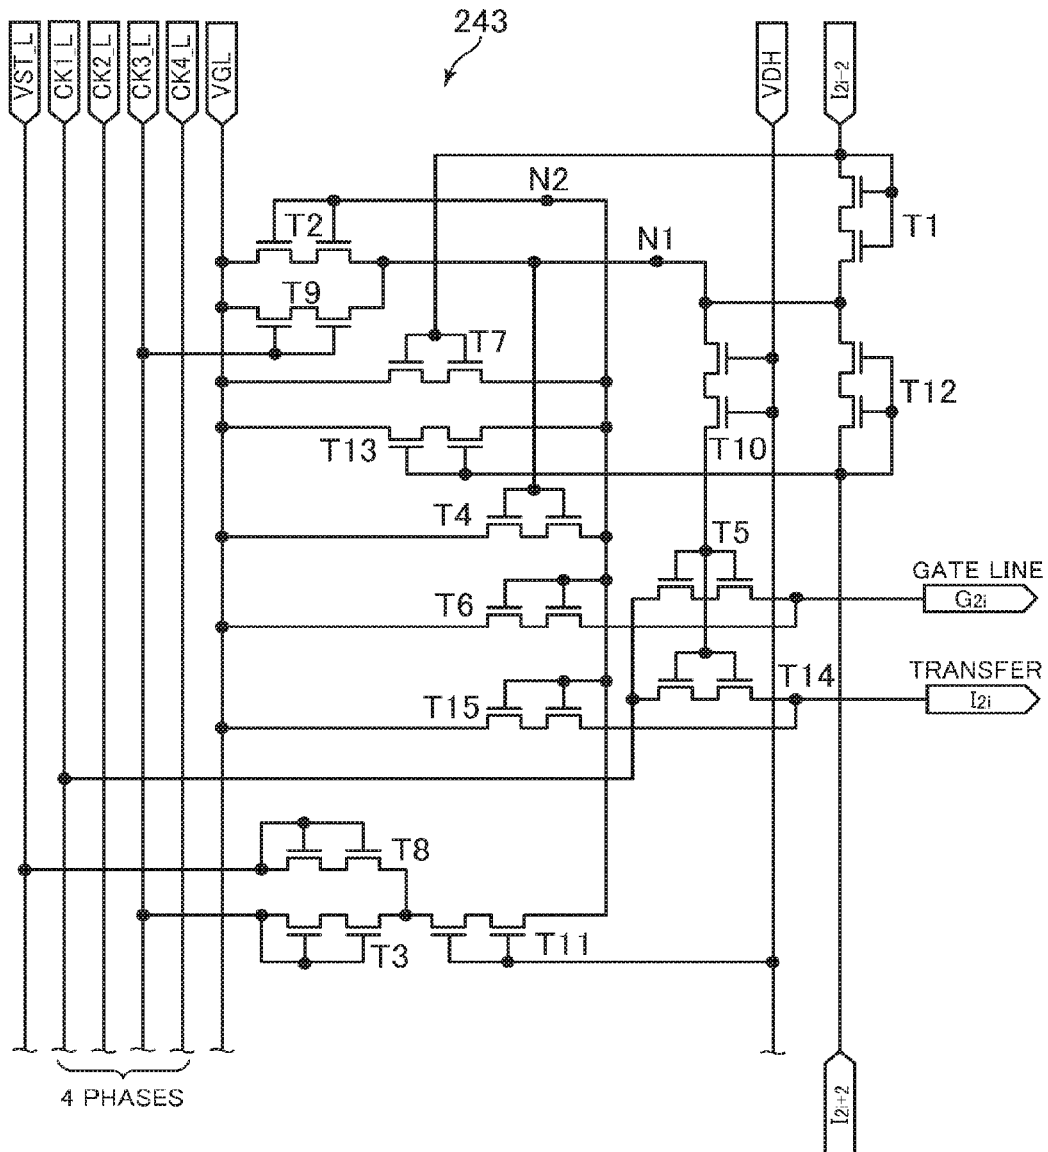 243
VST_L
CK1_L
CK2_L
CK3_L
CK4_L
VGL
VDH
I2i-2
N2
T2
T1
N1
T9
T7
T12
T13
T10
T4
T5
GATE LINE
G2i
T6
TRANSFER
T14
I2i
T15
T8
T3
T11
4 PHASES
I2i+2